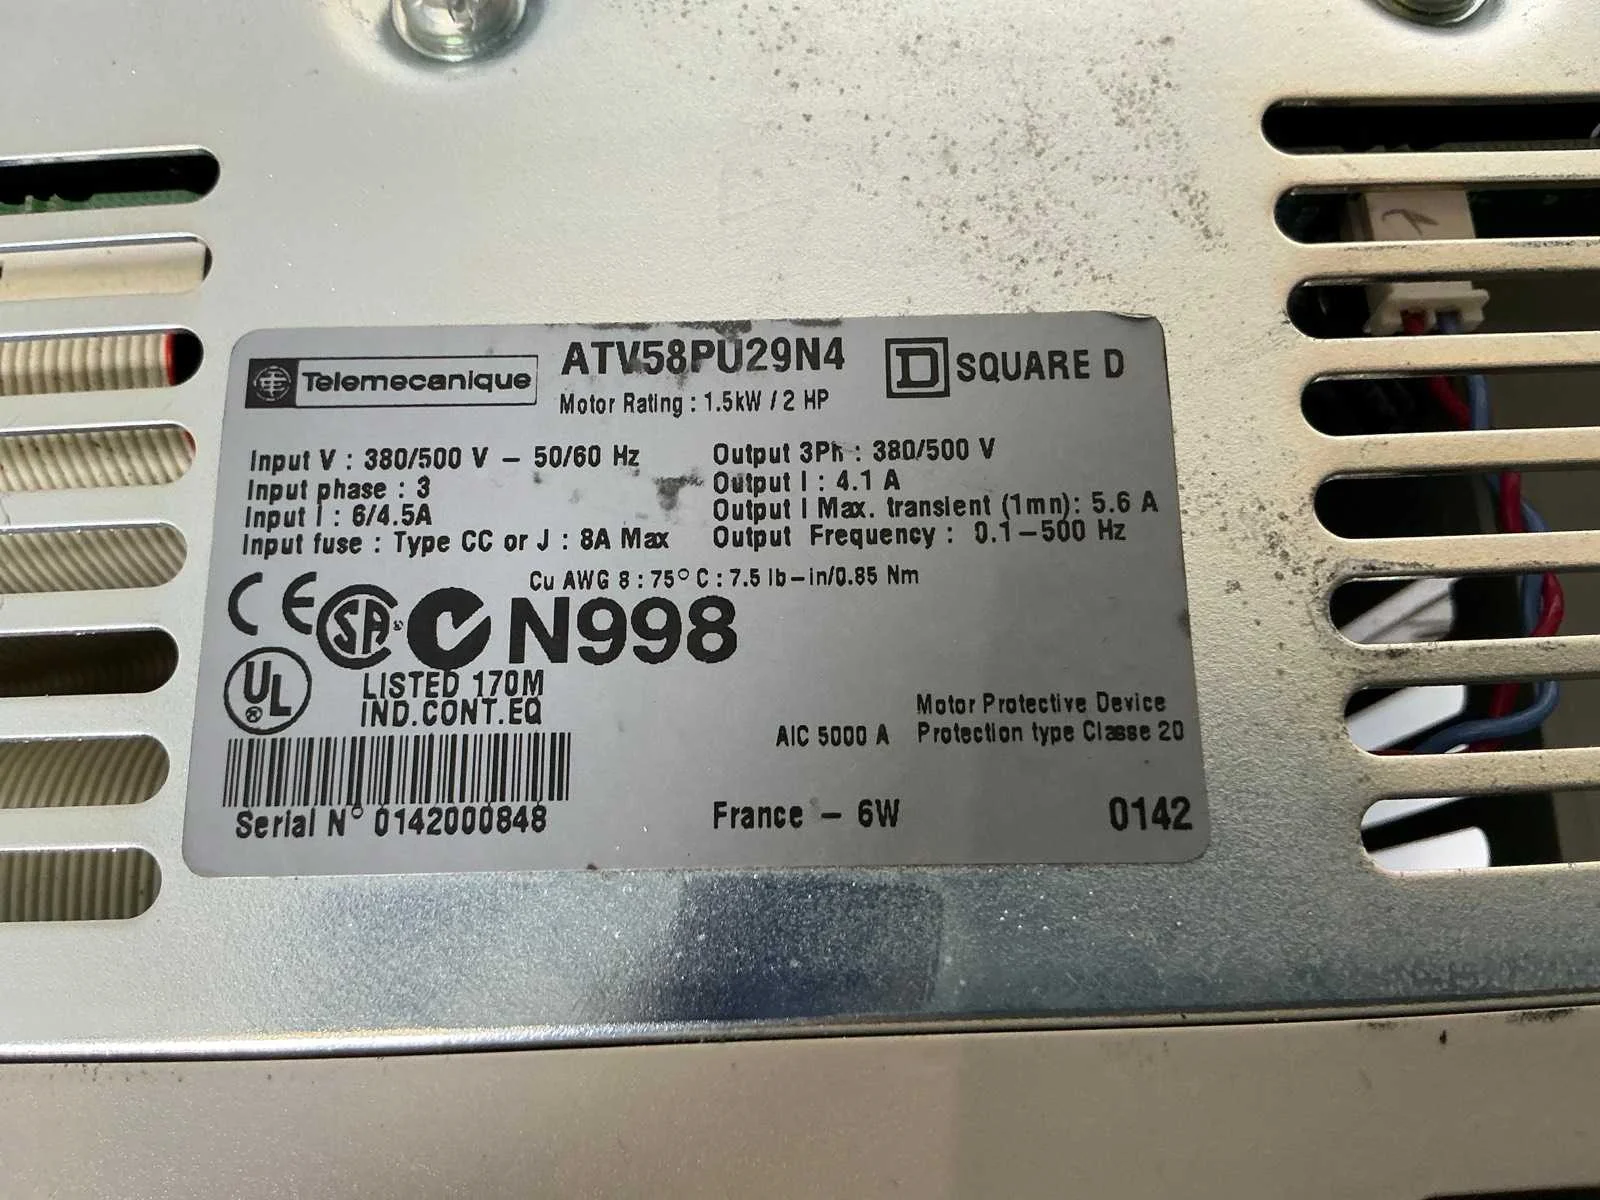 Telemecanique
ATV58PU29N4
D SQUARE D
Motor Rating : 1.5kW / 2 HP
Input V : 380/500 V – 50/60 Hz
Input phase : 3
Input I : 6/4.5A
Input fuse : Type CC or J : 8A Max
Output 3Ph : 380/500 V
Output I : 4.1 A
Output I Max. transient (1mn): 5.6 A
Output Frequency : 0.1–500 Hz
Cu AWG 8 : 75° C : 7.5 lb–in/0.85 Nm
CE SA® N998
UL® LISTED 170M
IND.CONT.EQ
Motor Protective Device
AIC 5000 A Protection type Classe 20
Serial N° 0142000848
France – 6W
0142